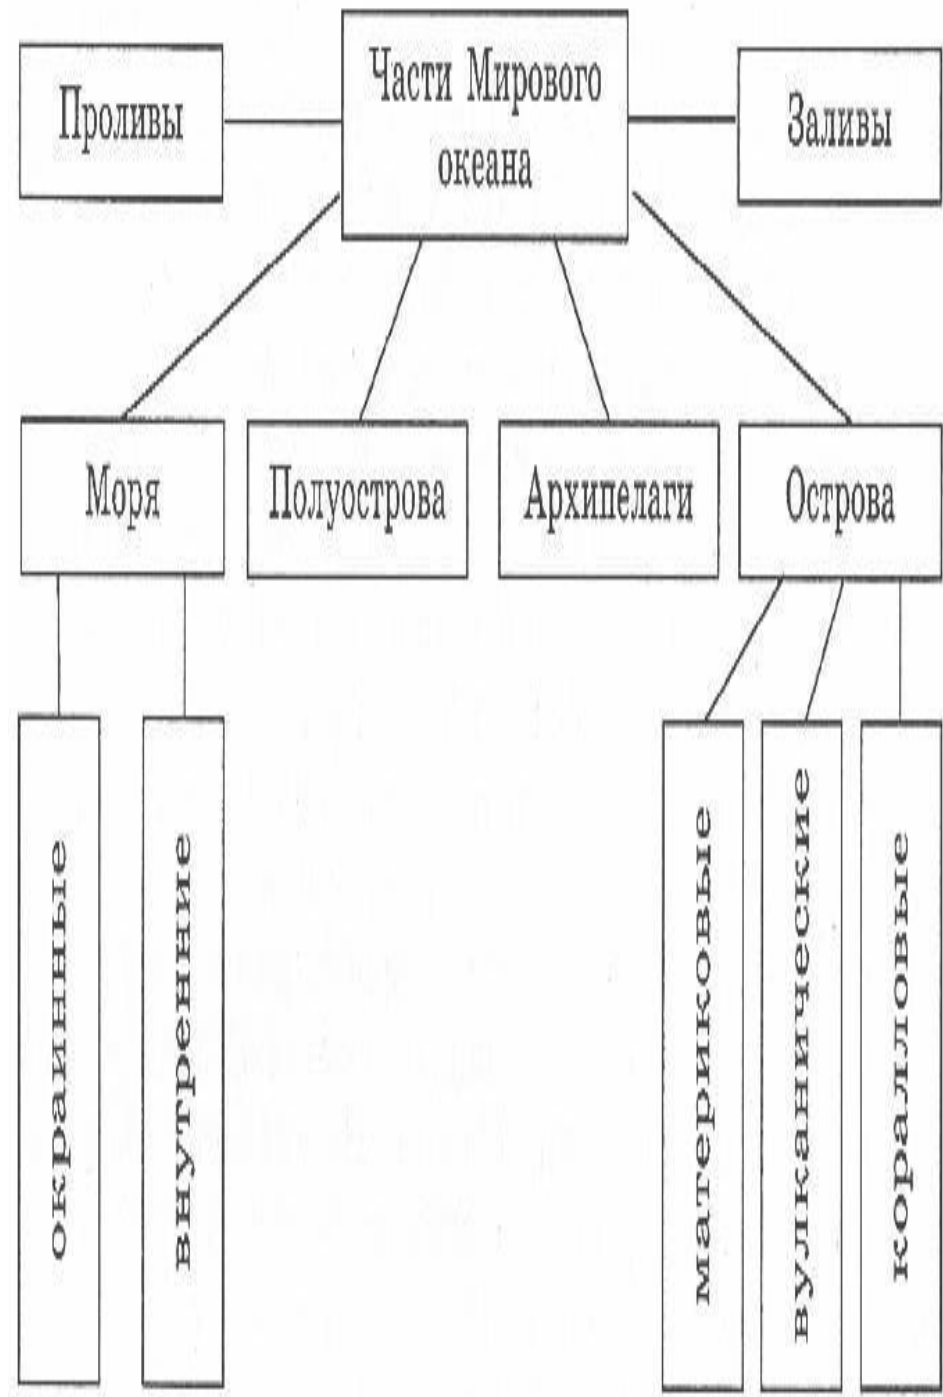 Части Мирового
океана
Проливы
Заливы
Моря
Полуострова
Архипелаги
Острова
окраинные
внутренние
материковые
вулканические
коралловые